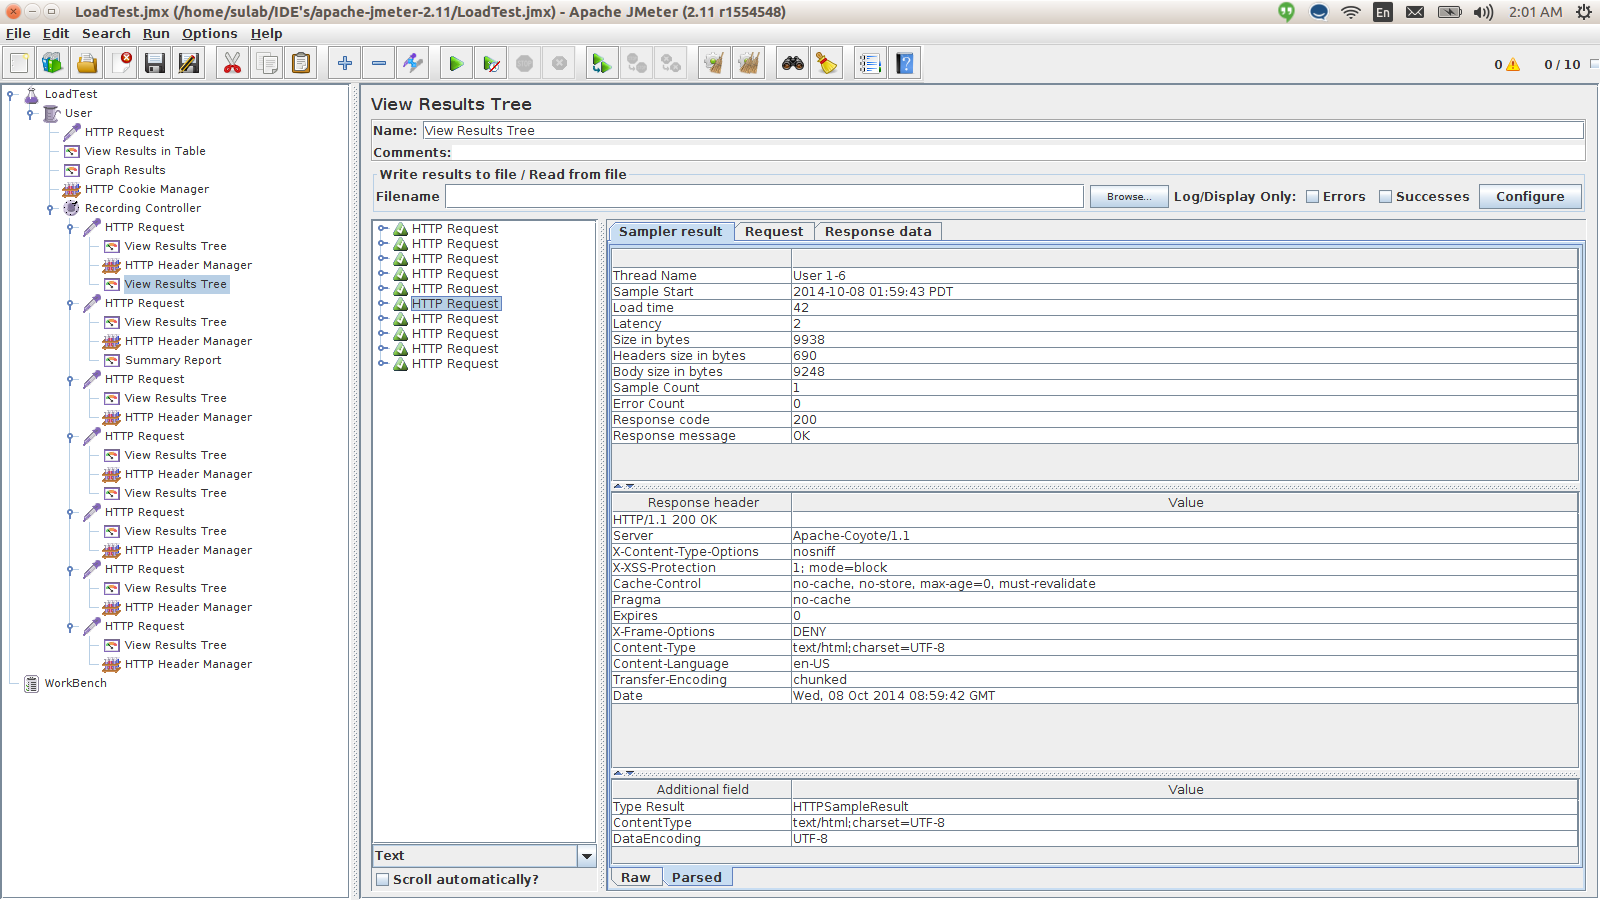 LoadTest.jmx (/home/sulab/IDE's/apache-jmeter-2.11/LoadTest.jmx) - Apache JMeter (2.11 r1554548)
En
2:01 AM
File Edit Search Run Options Help
0
0 / 10
LoadTest
User
HTTP Request
View Results in Table
Graph Results
HTTP Cookie Manager
Recording Controller
HTTP Request
View Results Tree
HTTP Header Manager
View Results Tree
HTTP Request
View Results Tree
HTTP Header Manager
Summary Report
HTTP Request
View Results Tree
HTTP Header Manager
HTTP Request
View Results Tree
HTTP Header Manager
View Results Tree
HTTP Request
View Results Tree
HTTP Header Manager
HTTP Request
View Results Tree
HTTP Header Manager
HTTP Request
View Results Tree
HTTP Header Manager
WorkBench
View Results Tree
Name: View Results Tree
Comments:
Write results to file / Read from file
Filename Browse... Log/Display Only: Errors Successes Configure
HTTP Request
HTTP Request
HTTP Request
HTTP Request
HTTP Request
HTTP Request
HTTP Request
HTTP Request
HTTP Request
HTTP Request
Text
Scroll automatically?
Sampler result Request Response data
Thread Name User 1-6
Sample Start 2014-10-08 01:59:43 PDT
Load time 42
Latency 2
Size in bytes 9938
Headers size in bytes 690
Body size in bytes 9248
Sample Count 1
Error Count 0
Response code 200
Response message OK
Response header Value
HTTP/1.1 200 OK
Server Apache-Coyote/1.1
X-Content-Type-Options nosniff
X-XSS-Protection 1; mode=block
Cache-Control no-cache, no-store, max-age=0, must-revalidate
Pragma no-cache
Expires 0
X-Frame-Options DENY
Content-Type text/html;charset=UTF-8
Content-Language en-US
Transfer-Encoding chunked
Date Wed, 08 Oct 2014 08:59:42 GMT
Additional field Value
Type Result HTTPSampleResult
ContentType text/html;charset=UTF-8
DataEncoding UTF-8
Raw Parsed